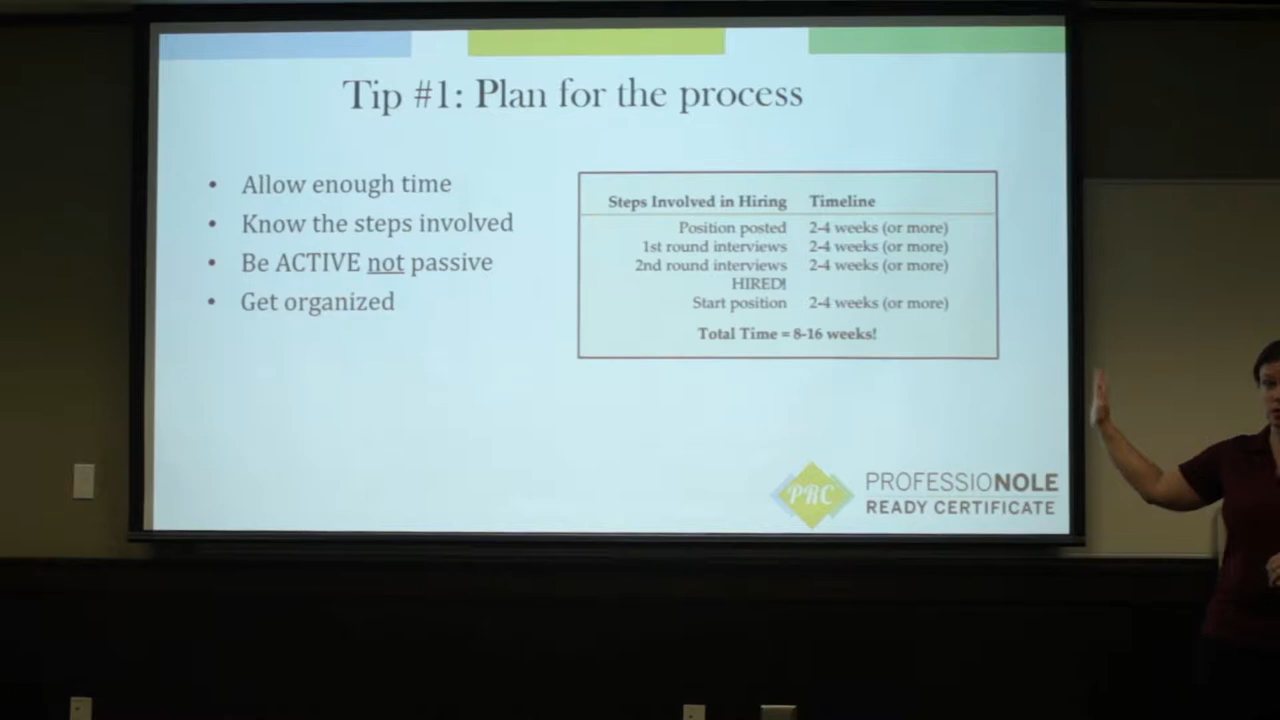 Tip #1: Plan for the process
• Allow enough time
• Know the steps involved
• Be ACTIVE not passive
• Get organized
Steps Involved in Hiring Timeline
Position posted 2-4 weeks (or more)
1st round interviews 2-4 weeks (or more)
2nd round interviews 2-4 weeks (or more)
HIRED!
Start position 2-4 weeks (or more)
Total Time = 8-16 weeks!
PRC
PROFESSIONOLE
READY CERTIFICATE